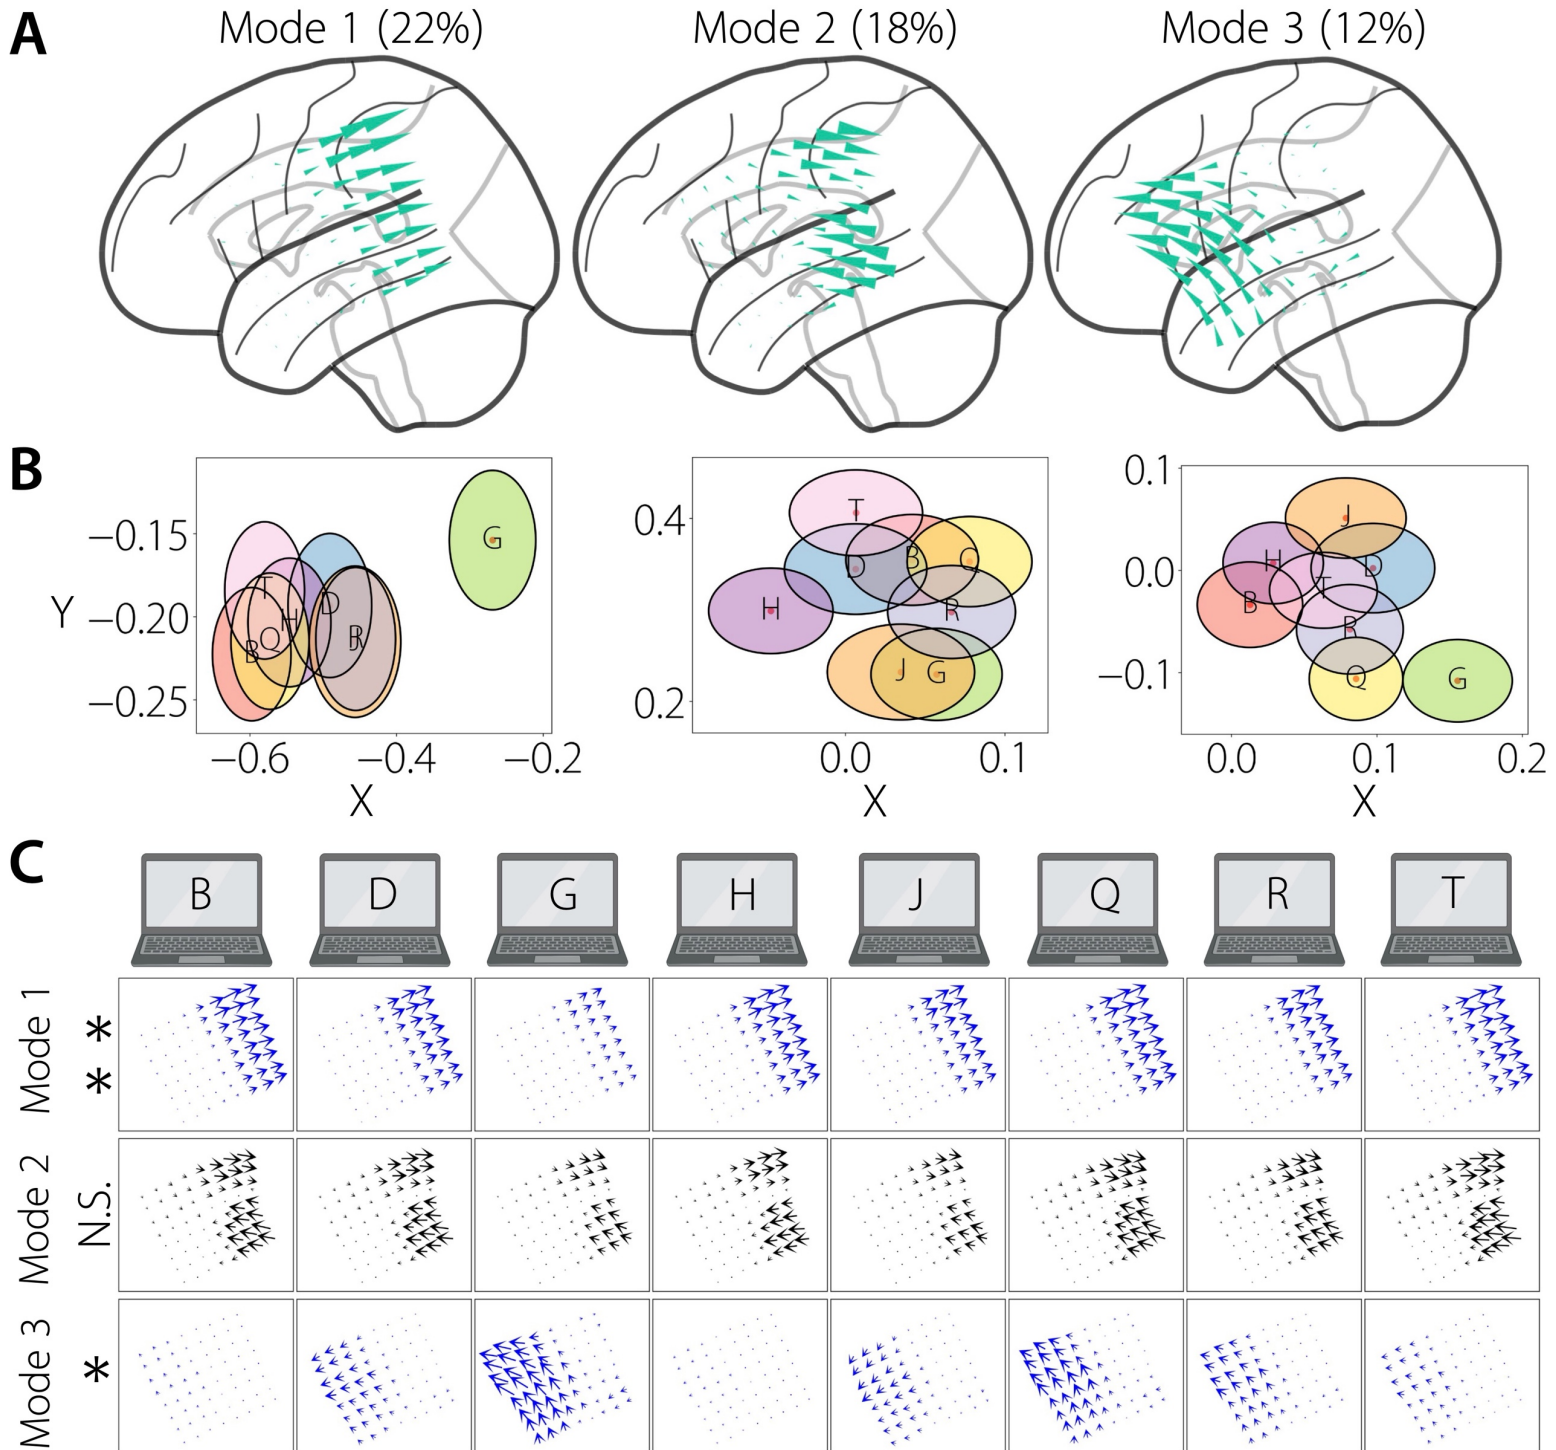 A
Mode 1 (22%) Mode 2 (18%) Mode 3 (12%)
B
Y
−0.15
−0.20
−0.25
−0.6 −0.4 −0.2
X
T
H
D
Q
B
J
R
G
0.4
0.2
0.0 0.1
X
T
D
B
Q
H
R
J
G
0.1
0.0
−0.1
0.0 0.1 0.2
X
J
H
D
T
B
R
Q
G
C
B D G H J Q R T
Mode 1 **
Mode 2 N.S.
Mode 3 *